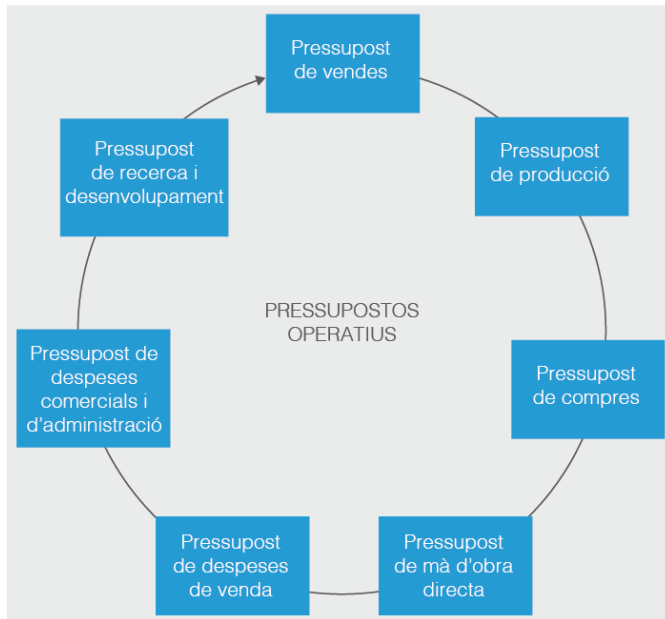 Pressupost
de vendes
Pressupost
de producció
Pressupost
de compres
Pressupost
de mà d'obra
directa
Pressupost
de despeses
de venda
Pressupost de
despeses
comercials i
d'administració
Pressupost
de recerca i
desenvolupament
PRESSUPOSTOS
OPERATIUS